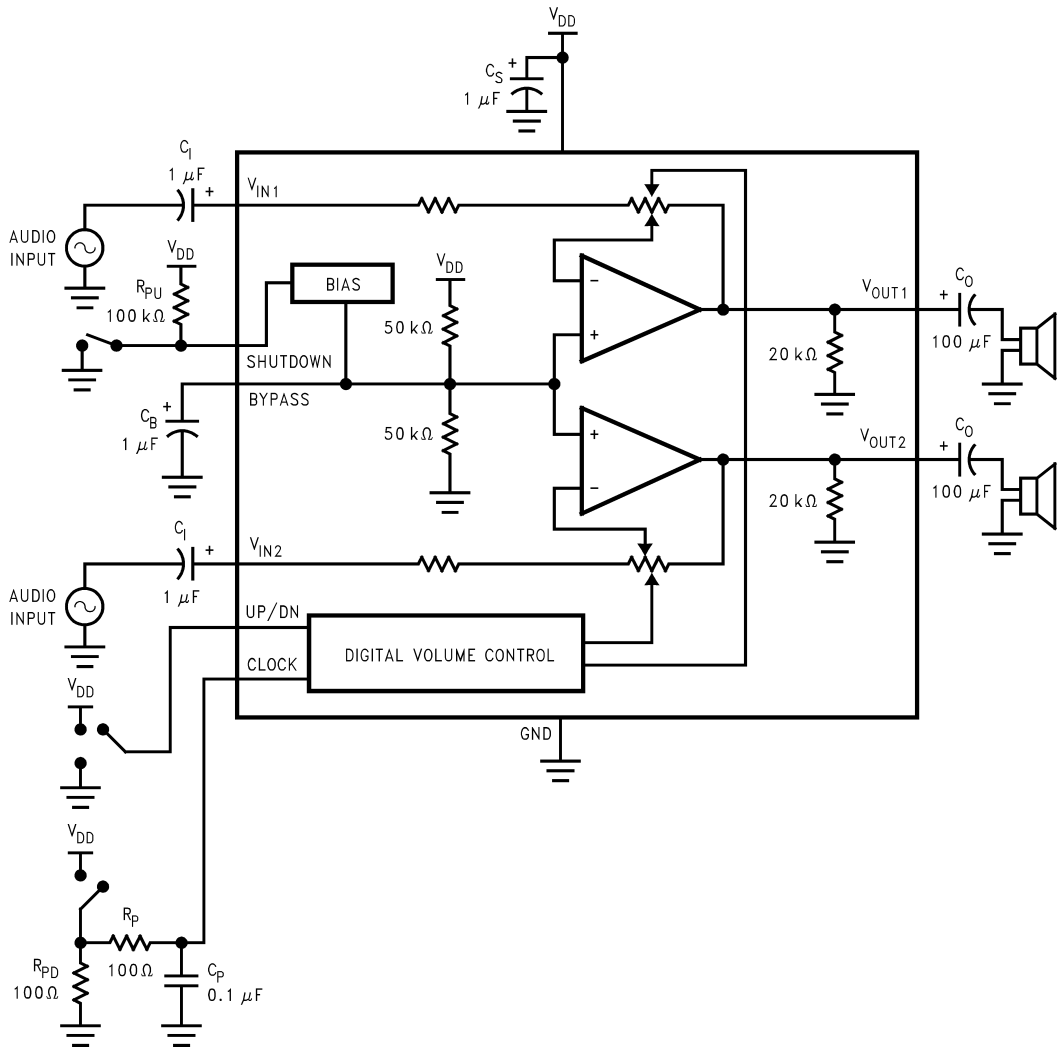 VDD
+
CS
1 μF
CI
1 μF
+
VIN1
AUDIO
INPUT
VDD
RPU
100 kΩ
BIAS
VDD
50 kΩ
−
+
VOUT1
+
CO
100 μF
20 kΩ
SHUTDOWN
BYPASS
+
CB
1 μF
50 kΩ
+
−
VOUT2
+
CO
100 μF
20 kΩ
CI
+
1 μF
VIN2
AUDIO
INPUT
UP/DN
CLOCK
DIGITAL VOLUME CONTROL
VDD
GND
VDD
RP
100Ω
RPD
100Ω
CP
0.1 μF